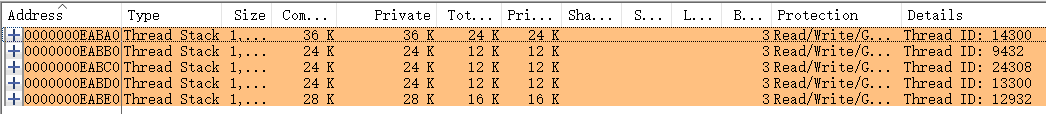 Address Type Size Com... Private Tot... Pri... Sha... S... L... B... Protection Details
0000000EABA0 Thread Stack 1,... 36 K 36 K 24 K 24 K 3 Read/Write/G... Thread ID: 14300
0000000EABB0 Thread Stack 1,... 24 K 24 K 12 K 12 K 3 Read/Write/G... Thread ID: 9432
0000000EABC0 Thread Stack 1,... 24 K 24 K 12 K 12 K 3 Read/Write/G... Thread ID: 24308
0000000EABD0 Thread Stack 1,... 24 K 24 K 12 K 12 K 3 Read/Write/G... Thread ID: 13300
0000000EABE0 Thread Stack 1,... 28 K 28 K 16 K 16 K 3 Read/Write/G... Thread ID: 12932